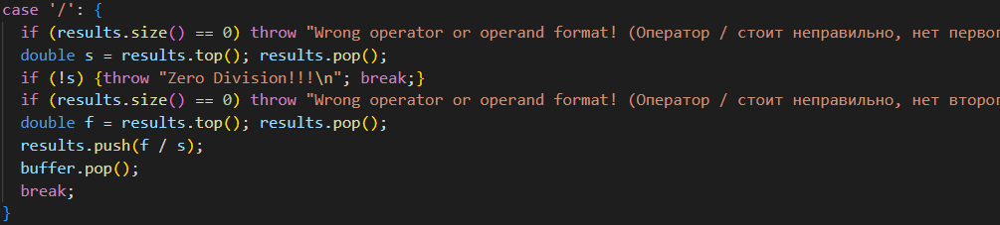 case '/': {
if (results.size() == 0) throw "Wrong operator or operand format! (Оператор / стоит неправильно, нет
double s = results.top(); results.pop();
if (!s) {throw "Zero Division!!!\n"; break;}
if (results.size() == 0) throw "Wrong operator or operand format! (Оператор / стоит неправильно, нет
double f = results.top(); results.pop();
results.push(f / s);
buffer.pop();
break;
}